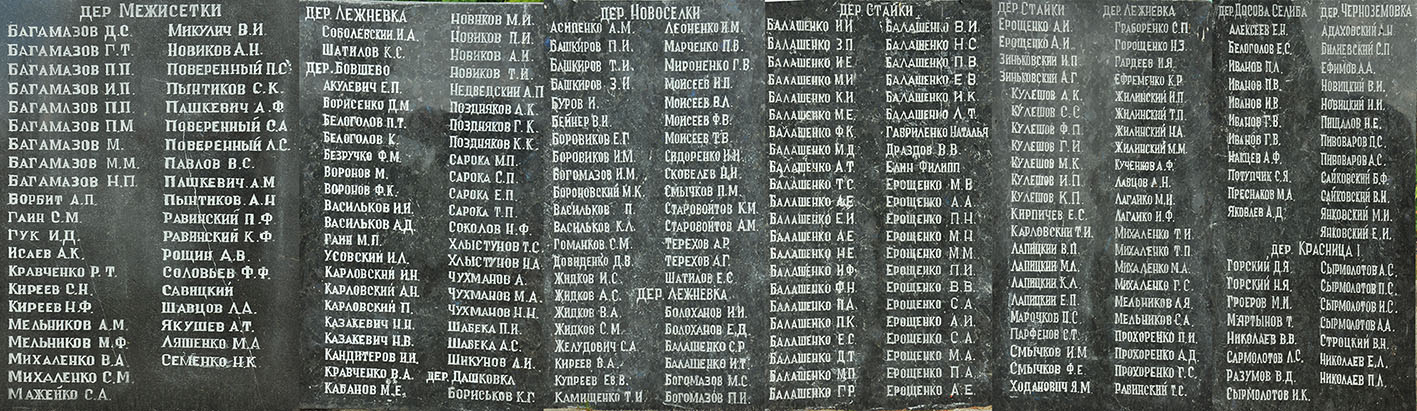 ДЕР МЕЖИСЕТКИ
БАГАМАЗОВ Д.С.
БАГАМАЗОВ Г.Т.
БАГАМАЗОВ П.П.
БАГАМАЗОВ И.П.
БАГАМАЗОВ П.П.
БАГАМАЗОВ П.М.
БАГАМАЗОВ М.
БАГАМАЗОВ М.М.
БАГАМАЗОВ Н.П.
ВОРБИТ А.П.
ГАИН С.М.
ГУК И.Д.
ИСАЕВ А.К.
КРАВЧЕНКО Р.Т.
КИРЕЕВ С.Н.
КИРЕЕВ Н.Ф.
МЕЛЬНИКОВ А.М.
МЕЛЬНИКОВ М.Ф.
МИХАЛЕНКО В.А.
МИХАЛЕНКО С.М.
МАЖЕЙКО С.А.
МИКУЛИЧ В.И.
НОВИКОВ А.Н.
ПОВЕРЕННЫЙ П.С.
ПЫНТИКОВ С.К.
ПАШКЕВИЧ А.Ф.
ПОВЕРЕННЫЙ С.А.
ПОВЕРЕННЫЙ Л.С.
ПАВЛОВ В.С.
ПАШКЕВИЧ А.М
ПЫНТИКОВ А.Н
РАВИНСКИЙ П.Ф.
РАВИНСКИЙ К.Ф.
РОЩИН Д.В.
СОЛОВЬЕВ Ф.Ф.
САВИЦКИЙ
ШАВЦОВ Л.А.
ЯКУШЕВ А.Т.
ЛЯШЕНКО М.А
СЕМЕНКО Н.К.
ДЕР. ЛЕЖНЕВКА
СОБОЛЕВСКИЙ И.А.
ШАТИЛОВ К.С.
ДЕР. БОВШЕВО
АКУЛЕВИЧ Е.П.
БОРИСЕНКО Д.М
БЕЛОГОЛОВ П.Т.
БЕЛОГОЛОВ К.
БЕЗРУЧКО Ф.М.
ВОРОНОВ М.
ВОРОНОВ Ф.К.
ВАСИЛЬКОВ И.И.
ВАСИЛЬКОВ А.Д.
ГАИН М.П.
УСОВСКИЙ И.Л.
КАРЛОВСКИЙ И.Н.
КАРЛОВСКИЙ А.Н.
КАРЛОВСКИЙ П.
КАЗАКЕВИЧ Н.Н.
КАЗАКЕВИЧ Н.В.
КАНДИТЕРОВ И.И.
КРАВЧЕНКО В.А.
КАБАНОВ М.Е.
НОВИКОВ М.И.
НОВИКОВ П.И.
НОВИКОВ А.И.
НОВИКОВ Т.И.
НЕДВЕДСКИЙ А.П
ПОЗДНЯКОВ А.К.
ПОЗДНЯКОВ Г.К.
ПОЗДНЯКОВ К.К.
САРОКА М.П.
САРОКА С.П.
САРОКА Е.П.
САРОКА Т.П.
СОКОЛОВ Н.Ф.
ХЛЫСТУНОВ Т.С.
ХЛЫСТУНОВ Н.А.
ЧУХМАНОВ А.
ЧУХМАНОВ М.А.
ЧУХМАНОВ Н.Н.
ШАБЕКА П.И.
ШАБЕКА А.С.
ШИКУНОВ А.И.
ДЕР. ПАШКОВКА
БОРИСЬКОВ К.Г.
ДЕР. НОВОСЕЛКИ
АСИПЕНКО А.М.
БАШКИРОВ П.И.
БАШКИРОВ Т.И.
БАШКИРОВ З.И
БУРОВ И.
БЕЙНЕР В.И.
БОРОВИКОВ Е.Г.
БОРОВИКОВ И.М.
БОГОМАЗОВ И.М.
БОРОНОВСКИЙ М.К.
ВАСИЛЬКОВ П.
ВАСИЛЬКОВ К.Л.
ГОМАНКОВ С.М.
ДОВИДЕНКО Д.В.
ЖИДКОВ И.С.
ЖИДКОВ А.С.
ЖИДКОВ В.А.
ЖИДКОВ С.М.
ЖЕЛУДОВИЧ С.А.
КИРЕЕВ В.А.
КУПРЕЕВ ЕВ.В.
КАМИЩЕНКО Т.И.
ЛЕОНЕНКО И.М.
МАРЧЕНКО П.В.
МИРОНЕНКО Г.В.
МОИСЕЕВ И.П.
МОИСЕЕВ В.Л.
МОИСЕЕВ Ф.В.
МОИСЕЕВ Т.В.
СИДОРЕНКО И.И.
СКОБЕЛЕВ Д.И.
СМЫЧКОВ П.М.
СТАРОВОЙТОВ К.И.
СТАРОВОЙТОВ А.М.
ТЕРЕХОВ А.Р.
ТЕРЕХОВ А.Г.
ШАТИЛОВ Е.С.
ДЕР. ЛЕЖНЕВКА
БОЛОХАНОВ И.И.
БОЛОХАНОВ Е.Д.
БАЛАШЕНКО С.Р.
БАЛАШЕНКО И.Т.
БОГОМАЗОВ М.С.
БОГОМАЗОВ П.И.
ДЕР. СТАЙКИ
БАЛАШЕНКО И.И.
БАЛАШЕНКО З.П.
БАЛАШЕНКО И.Е.
БАЛАШЕНКО М.И
БАЛАШЕНКО К.И.
БАЛАШЕНКО М.Е.
БАЛАШЕНКО Ф.К.
БАЛАШЕНКО М.Д
БАЛАШЕНКО А.Т.
БАЛАШЕНКО Т.С.
БАЛАШЕНКО А.Е.
БАЛАШЕНКО Е.И.
БАЛАШЕНКО А.Е.
БАЛАШЕНКО Н.Е.
БАЛАШЕНКО И.Ф.
БАЛАШЕНКО Ф.Н.
БАЛАШЕНКО П.А.
БАЛАШЕНКО П.К.
БАЛАШЕНКО Е.С.
БАЛАШЕНКО Д.Т.
БАЛАШЕНКО М.П.
БАЛАШЕНКО Г.Р.
БАЛАШЕНКО В.И.
БАЛАШЕНКО Н.С.
БАЛАШЕНКО П.В.
БАЛАШЕНКО Е.В.
БАЛАШЕНКО И.К.
БАЛАШЕНКО Л.Т.
ГАВРИЛЕНКО НАТАЛЬЯ
ДРАЗДОВ В.В.
ЕДИН ФИЛИПП
ЕРОЩЕНКО М.В.
ЕРОЩЕНКО А.А.
ЕРОЩЕНКО П.Н.
ЕРОЩЕНКО М.Н.
ЕРОЩЕНКО М.М.
ЕРОЩЕНКО П.И.
ЕРОЩЕНКО В.В.
ЕРОЩЕНКО С.А.
ЕРОЩЕНКО А.И.
ЕРОЩЕНКО С.И.
ЕРОЩЕНКО М.А.
ЕРОЩЕНКО П.А.
ЕРОЩЕНКО А.Е.
ДЕР СТАЙКИ
ЕРОЩЕНКО А.И.
ЕРОЩЕНКО А.И.
ЗИНЬКОВСКИЙ И.П
ЗИНЬКОВСКИЙ А.Г
КУЛЕШОВ А.К.
КУЛЕШОВ С.С.
КУЛЕШОВ Ф.П.
КУЛЕШОВ Г.И.
КУЛЕШОВ М.К.
КУЛЕШОВ И.П.
КУЛЕШОВ К.П.
КИРПИЧЕВ Е.С.
КАРЛОВСКИЙ Т.И.
ЛАПИЦКИЙ В.П.
ЛАПИЦКИЙ М.Л.
ЛАПИЦКИЙ К.Л.
ЛАПИЦКИЙ Е.П.
МАРОЧКОВ П.С.
ПАРФЕНОВ С.Т.
СМЫЧКОВ И.М
СМЫЧКОВ Ф.Е.
ХОДАНОВИЧ Я.М
ДЕР ЛЕЖНЕВКА
ГРАБОРЕНКО С.П.
ГОРОЩЕНКО Н.З.
ГАРДЕЕВ И.Я.
ЕФРЕМЕНКО К.Р.
ЖИЛИНСКИЙ И.П.
ЖИЛИНСКИЙ Т.П.
ЖИЛИНСКИЙ Н.А.
ЖИЛИНСКИЙ М.М.
КУЧЕНКОВ А.Ф.
ЛАВЦОВ А.Н.
ЛАГАНКО М.И.
ЛАГАНКО И.Ф.
МИХАЛЕНКО Т.И.
МИХАЛЕНКО Т.П.
МИХАЛЕНКО М.А.
МИХАЛЕНКО Г.С.
МЕЛЬНИКОВ А.Я.
МЕЛЬНИКОВ С.А.
ПРОХОРЕНКО П.И.
ПРОХОРЕНКО А.Д.
ПРОХОРЕНКО Г.С.
РАВИНСКИЙ Т.С.
ДЕР. ДОСОВА СЕЛИБА
АЛЕКСЕЕВ Е.Н.
БЕЛОГОЛОВ Е.С.
ИВАНОВ П.Л.
ИВАНОВ П.В.
ИВАНОВ И.В.
ИВАНОВ Г.В.
ИВАНОВ Г.В.
ИВАЦЕВ А.Ф.
ПОТУПЧИК С.Я.
ПРЕСНАКОВ М.А.
ЯКОВЛЕВ А.Д.
ДЕР. ЧЕРНОЗЕМОВКА
АДАХОВСКИЙ А.Н
ВИЛНЕВСКИЙ С.П
ЕФИМОВ А.А.
НОВИЦКИЙ В.И.
НОВИЦКИЙ И.И.
ПИЩАЛОВ Н.Е.
ПИВОВАРОВ П.С.
ПИВОВАРОВ А.С.
САЙКОВСКИЙ Б.Ф.
САЙКОВСКИЙ В.И.
ЯНКОВСКИЙ М.И.
ЯНКОВСКИЙ Е.И.
ДЕР. КРАСНИЦА I
ГОРСКИЙ Д.Я.
ГОРСКИЙ Н.Я.
ГРОЕРОВ М.И.
МАРТЫНОВ Т.
НИКОЛАЕВ В.В.
САРМОЛОТОВ Л.С.
РАЗУМОВ В.Д.
СЫРМОЛОТОВ И.К.
СЫРМОЛОТОВ А.С.
СЫРМОЛОТОВ П.С.
СЫРМОЛОТОВ И.С.
СЫРМОЛОТОВ А.А.
СТРОЦКИЙ В.Н.
НИКОЛАЕВ Е.Л.
НИКОЛАЕВ П.Л.